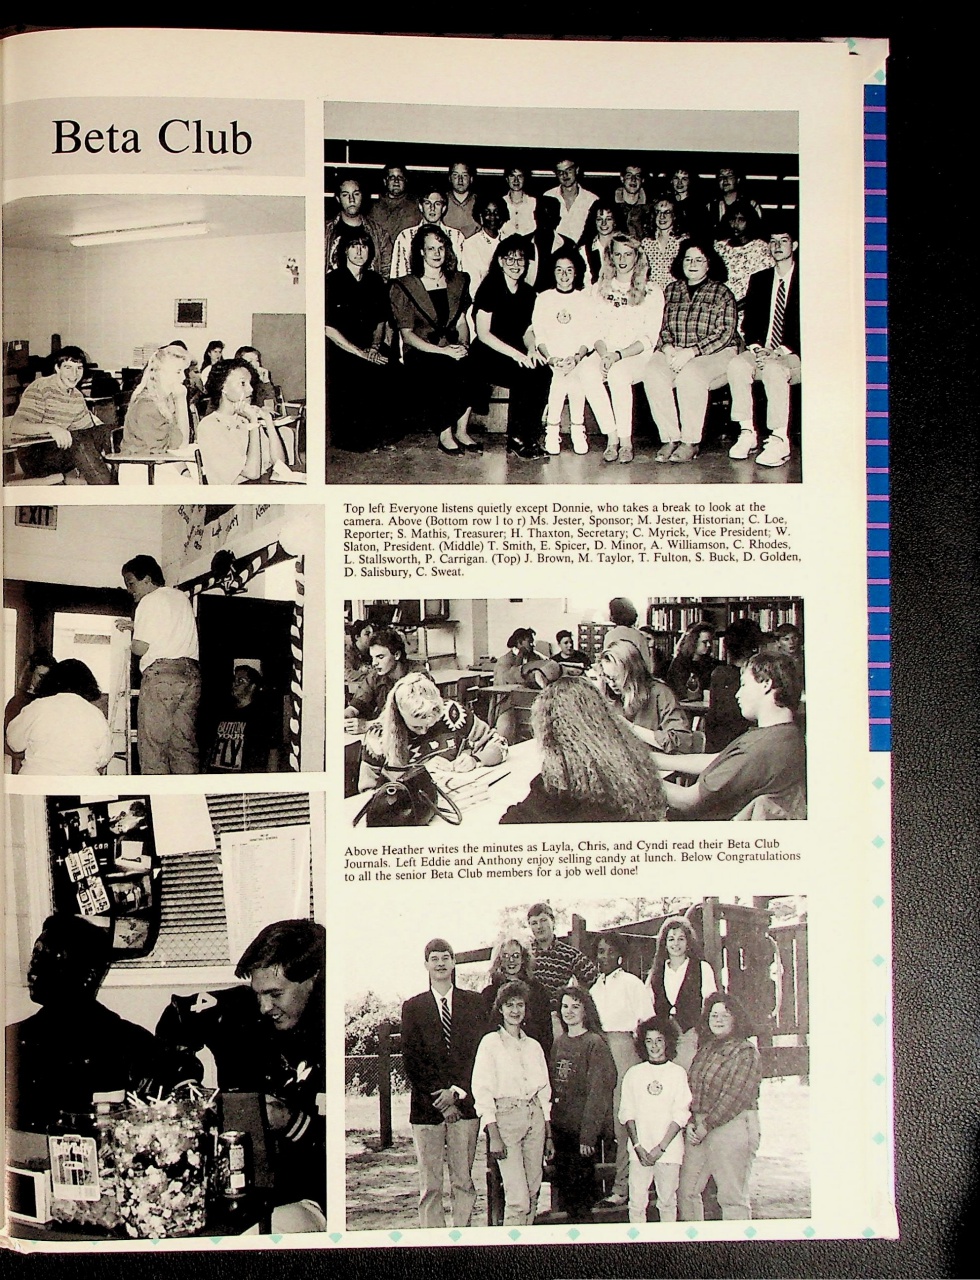 Beta Club
Top left Everyone listens quietly except Donnie, who takes a break to look at the
camera. Above (Bottom row l to r) Ms. Jester, Sponsor; M. Jester, Historian; C. Loe,
Reporter; S. Mathis, Treasurer; H. Thaxton, Secretary; C. Myrick, Vice President; W.
Slaton, President. (Middle) T. Smith, E. Spicer, D. Minor, A. Williamson, C. Rhodes,
L. Stallsworth, P. Carrigan. (Top) J. Brown, M. Taylor, T. Fulton, S. Buck, D. Golden,
D. Salisbury, C. Sweat.
EXIT
BUTTON
YOUR
FLY
Above Heather writes the minutes as Layla, Chris, and Cyndi read their Beta Club
Journals. Left Eddie and Anthony enjoy selling candy at lunch. Below Congratulations
to all the senior Beta Club members for a job well done!